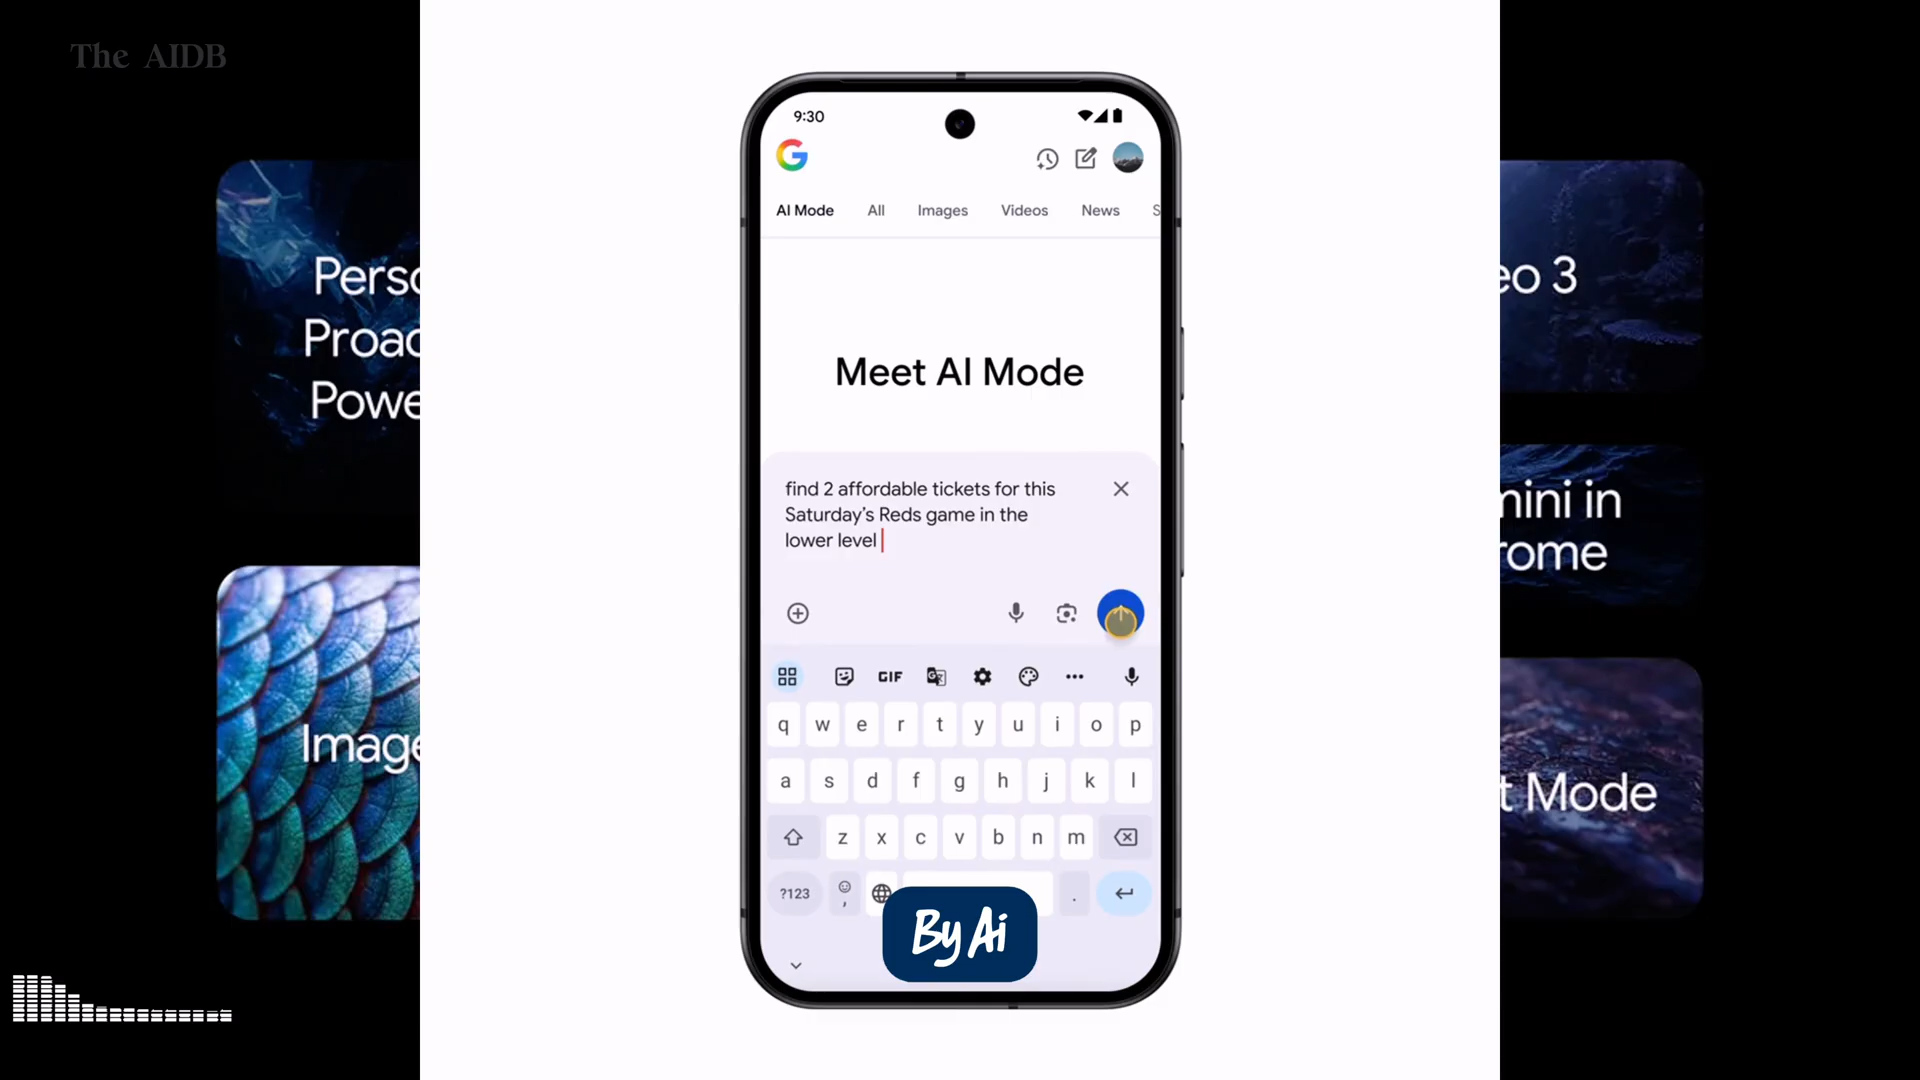 The AIDB
9:30
AI Mode All Images Videos News S
Perso
Proac
Powe
eo 3
Meet AI Mode
find 2 affordable tickets for this
Saturday’s Reds game in the
lower level
mini in
rome
GIF
q w e r t y u i o p
Image
a s d f g h j k l
t Mode
z x c v b n m
?123 , .
By Ai